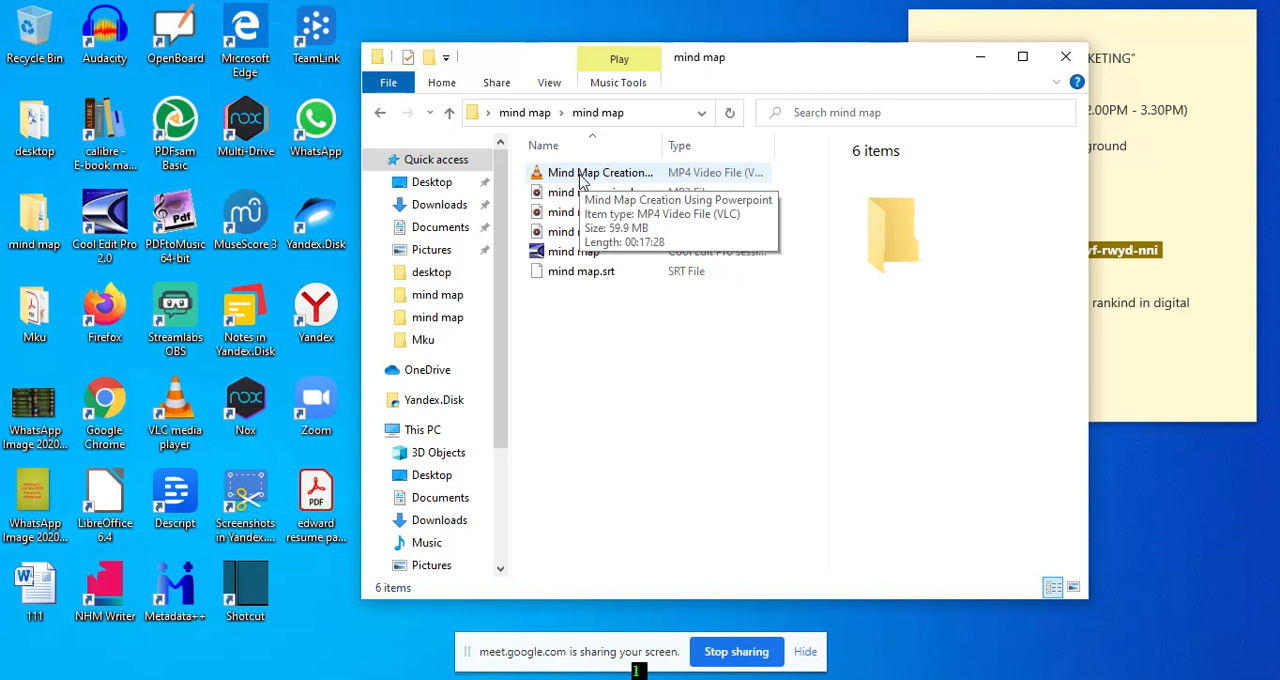 Recycle Bin
Audacity
OpenBoard
Microsoft
Edge
TeamLink
desktop
calibre -
E-book ma...
PDFsam
Basic
Multi-Drive
WhatsApp
mind map
Cool Edit Pro
2.0
PDFtoMusic
64-bit
MuseScore 3
Yandex.Disk
Mku
Firefox
Streamlabs
OBS
Notes in
Yandex.Disk
Yandex
WhatsApp
Image 2020...
Google
Chrome
VLC media
player
Nox
Zoom
WhatsApp
Image 2020...
LibreOffice
6.4
Descript
Screenshots
in Yandex....
edward
resume pa...
111
NHM Writer
Metadata++
Shotcut
Play
mind map
File
Home
Share
View
Music Tools
mind map
mind map
Search mind map
Quick access
Desktop
Downloads
Documents
Pictures
desktop
mind map
mind map
Mku
OneDrive
Yandex.Disk
This PC
3D Objects
Desktop
Documents
Downloads
Music
Pictures
Name
Type
Mind Map Creation...
MP4 Video File (V...
mind
mind
mind
mind map
mind map.srt
SRT File
Mind Map Creation Using Powerpoint
Item type: MP4 Video File (VLC)
Size: 59.9 MB
Length: 00:17:28
6 items
6 items
KETING”
2.00PM - 3.30PM)
ground
/f-rwyd-nni
rankind in digital
meet.google.com is sharing your screen.
Stop sharing
Hide
1